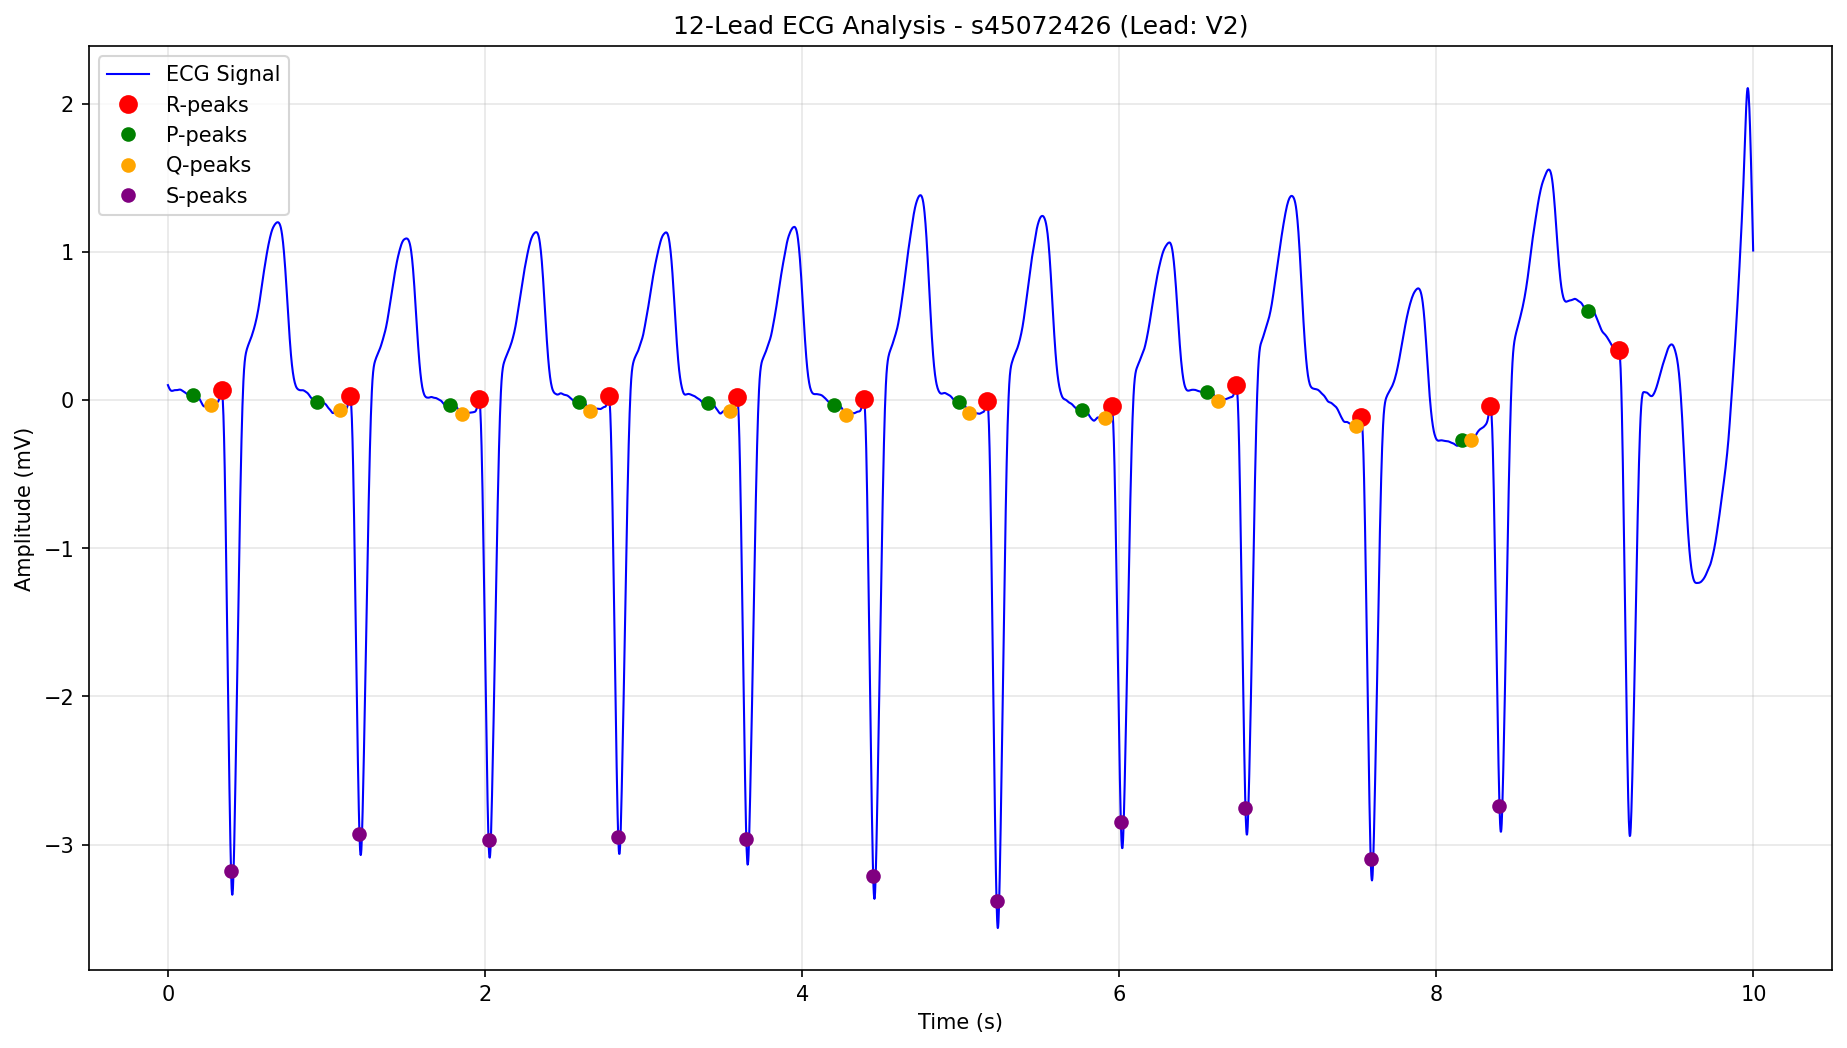 12-Lead ECG Analysis - s45072426 (Lead: V2)
ECG Signal
R-peaks
P-peaks
Q-peaks
S-peaks
2
1
0
−1
−2
−3
Amplitude (mV)
0
2
4
6
8
10
Time (s)